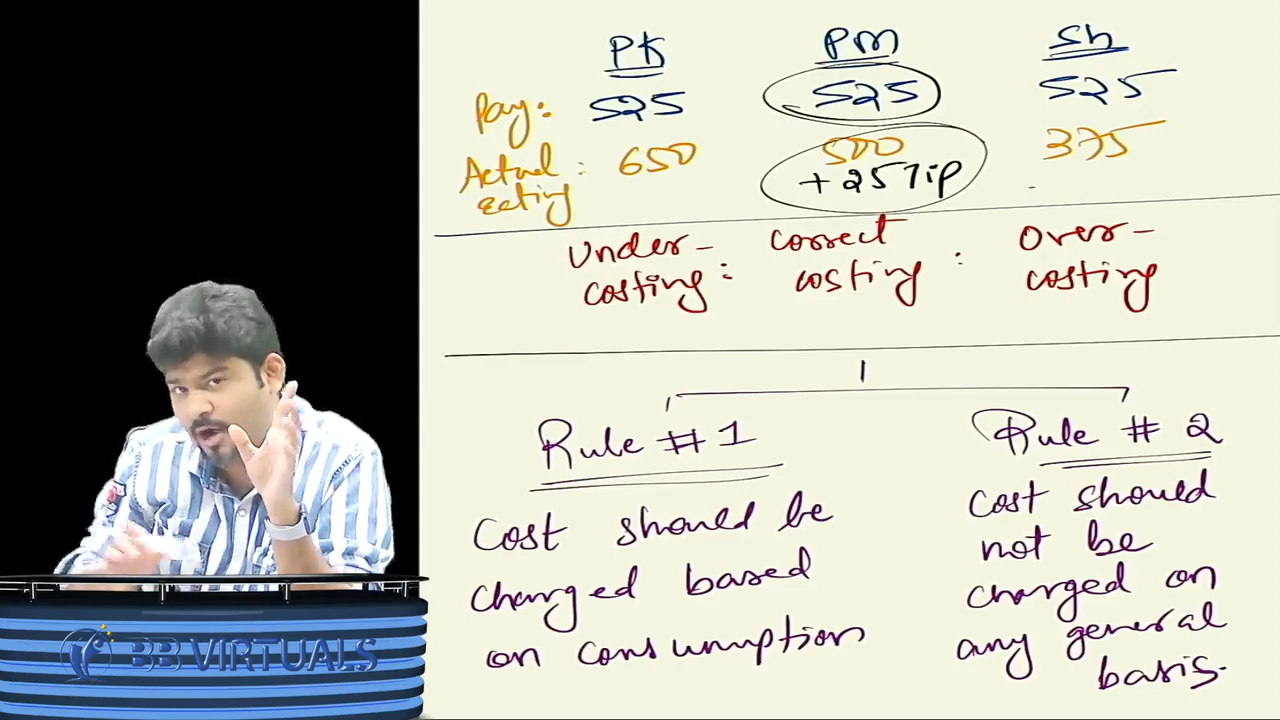 PK PM Sh
Pay: 525 525 525
Actual eating : 650 500 375
+ 25 Tip
Under- correct Over-
costing : costing : costing
Rule # 1 Rule # 2
Cost should be
charged based
on consumption
Cost should
not be
charged on
any general
basis.
BB VIRTUALS